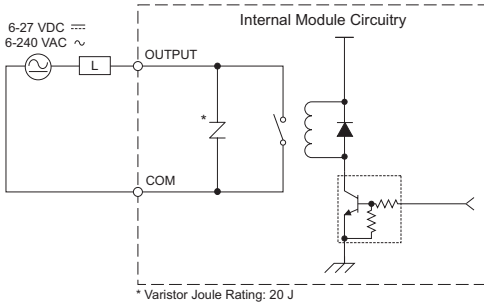 Internal Module Circuitry
6-27 VDC ⎓
6-240 VAC ∿
L
OUTPUT
*
COM
* Varistor Joule Rating: 20 J